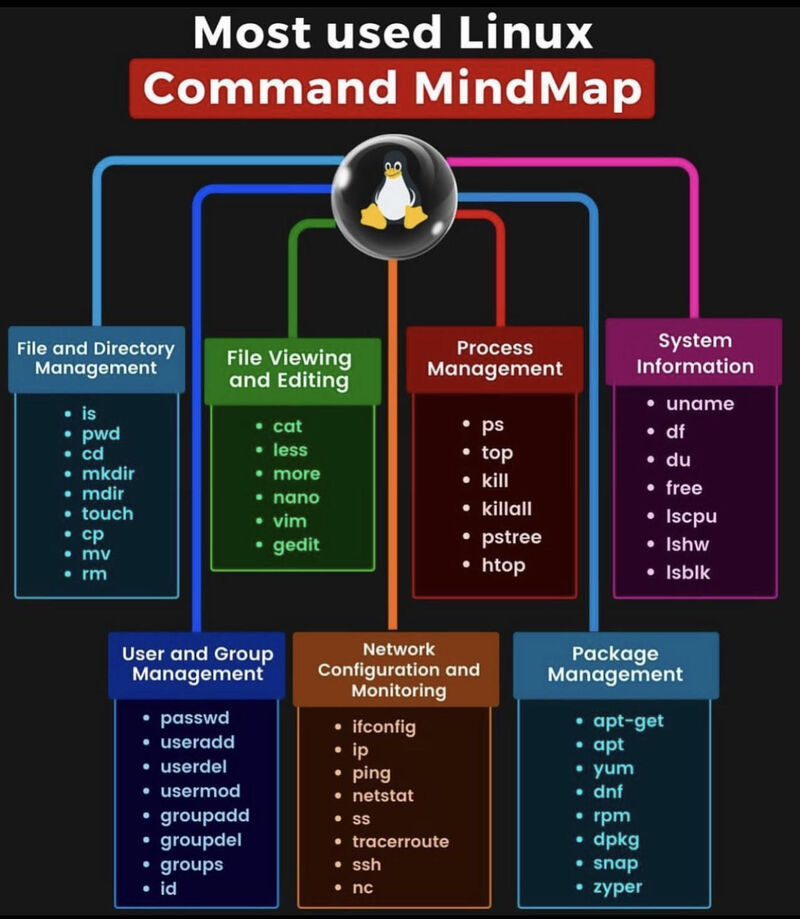 Most used Linux
Command MindMap
File and Directory
Management
is
pwd
cd
mkdir
mdir
touch
cp
mv
rm
File Viewing
and Editing
cat
less
more
nano
vim
gedit
Process
Management
ps
top
kill
killall
pstree
htop
System
Information
uname
df
du
free
lscpu
lshw
lsblk
User and Group
Management
passwd
useradd
userdel
usermod
groupadd
groupdel
groups
id
Network
Configuration and
Monitoring
ifconfig
ip
ping
netstat
ss
tracerroute
ssh
nc
Package
Management
apt-get
apt
yum
dnf
rpm
dpkg
snap
zyper